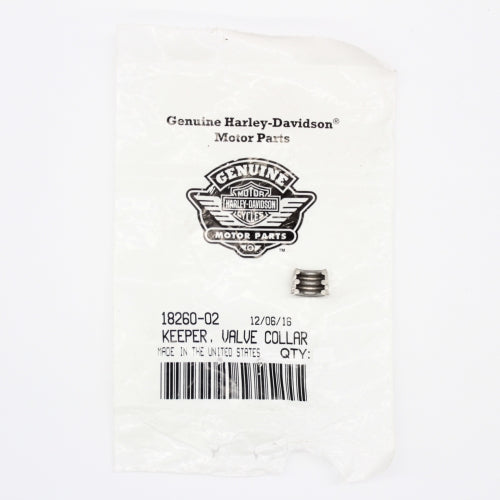 Genuine Harley-Davidson®
Motor Parts
GENUINE
MOTOR
HARLEY-DAVIDSON
CYCLES
MOTOR PARTS
™
18260-02 12/06/16
KEEPER, VALVE COLLAR
MADE IN THE UNITED STATES QTY: